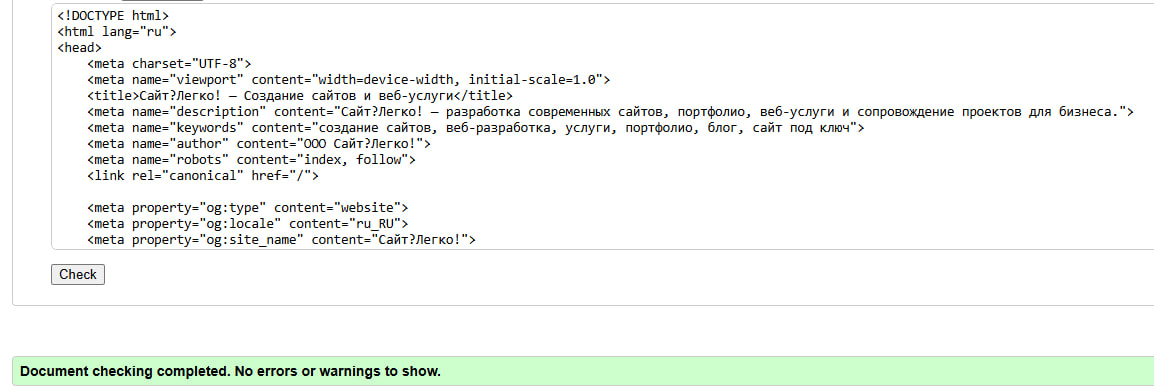 <!DOCTYPE html>
<html lang="ru">
<head>
    <meta charset="UTF-8">
    <meta name="viewport" content="width=device-width, initial-scale=1.0">
    <title>Сайт?Легко! — Создание сайтов и веб-услуги</title>
    <meta name="description" content="Сайт?Легко! — разработка современных сайтов, портфолио, веб-услуги и сопровождение проектов для бизнеса.">
    <meta name="keywords" content="создание сайтов, веб-разработка, услуги, портфолио, блог, сайт под ключ">
    <meta name="author" content="ООО Сайт?Легко!">
    <meta name="robots" content="index, follow">
    <link rel="canonical" href="/">

    <meta property="og:type" content="website">
    <meta property="og:locale" content="ru_RU">
    <meta property="og:site_name" content="Сайт?Легко!">
Check
Document checking completed. No errors or warnings to show.